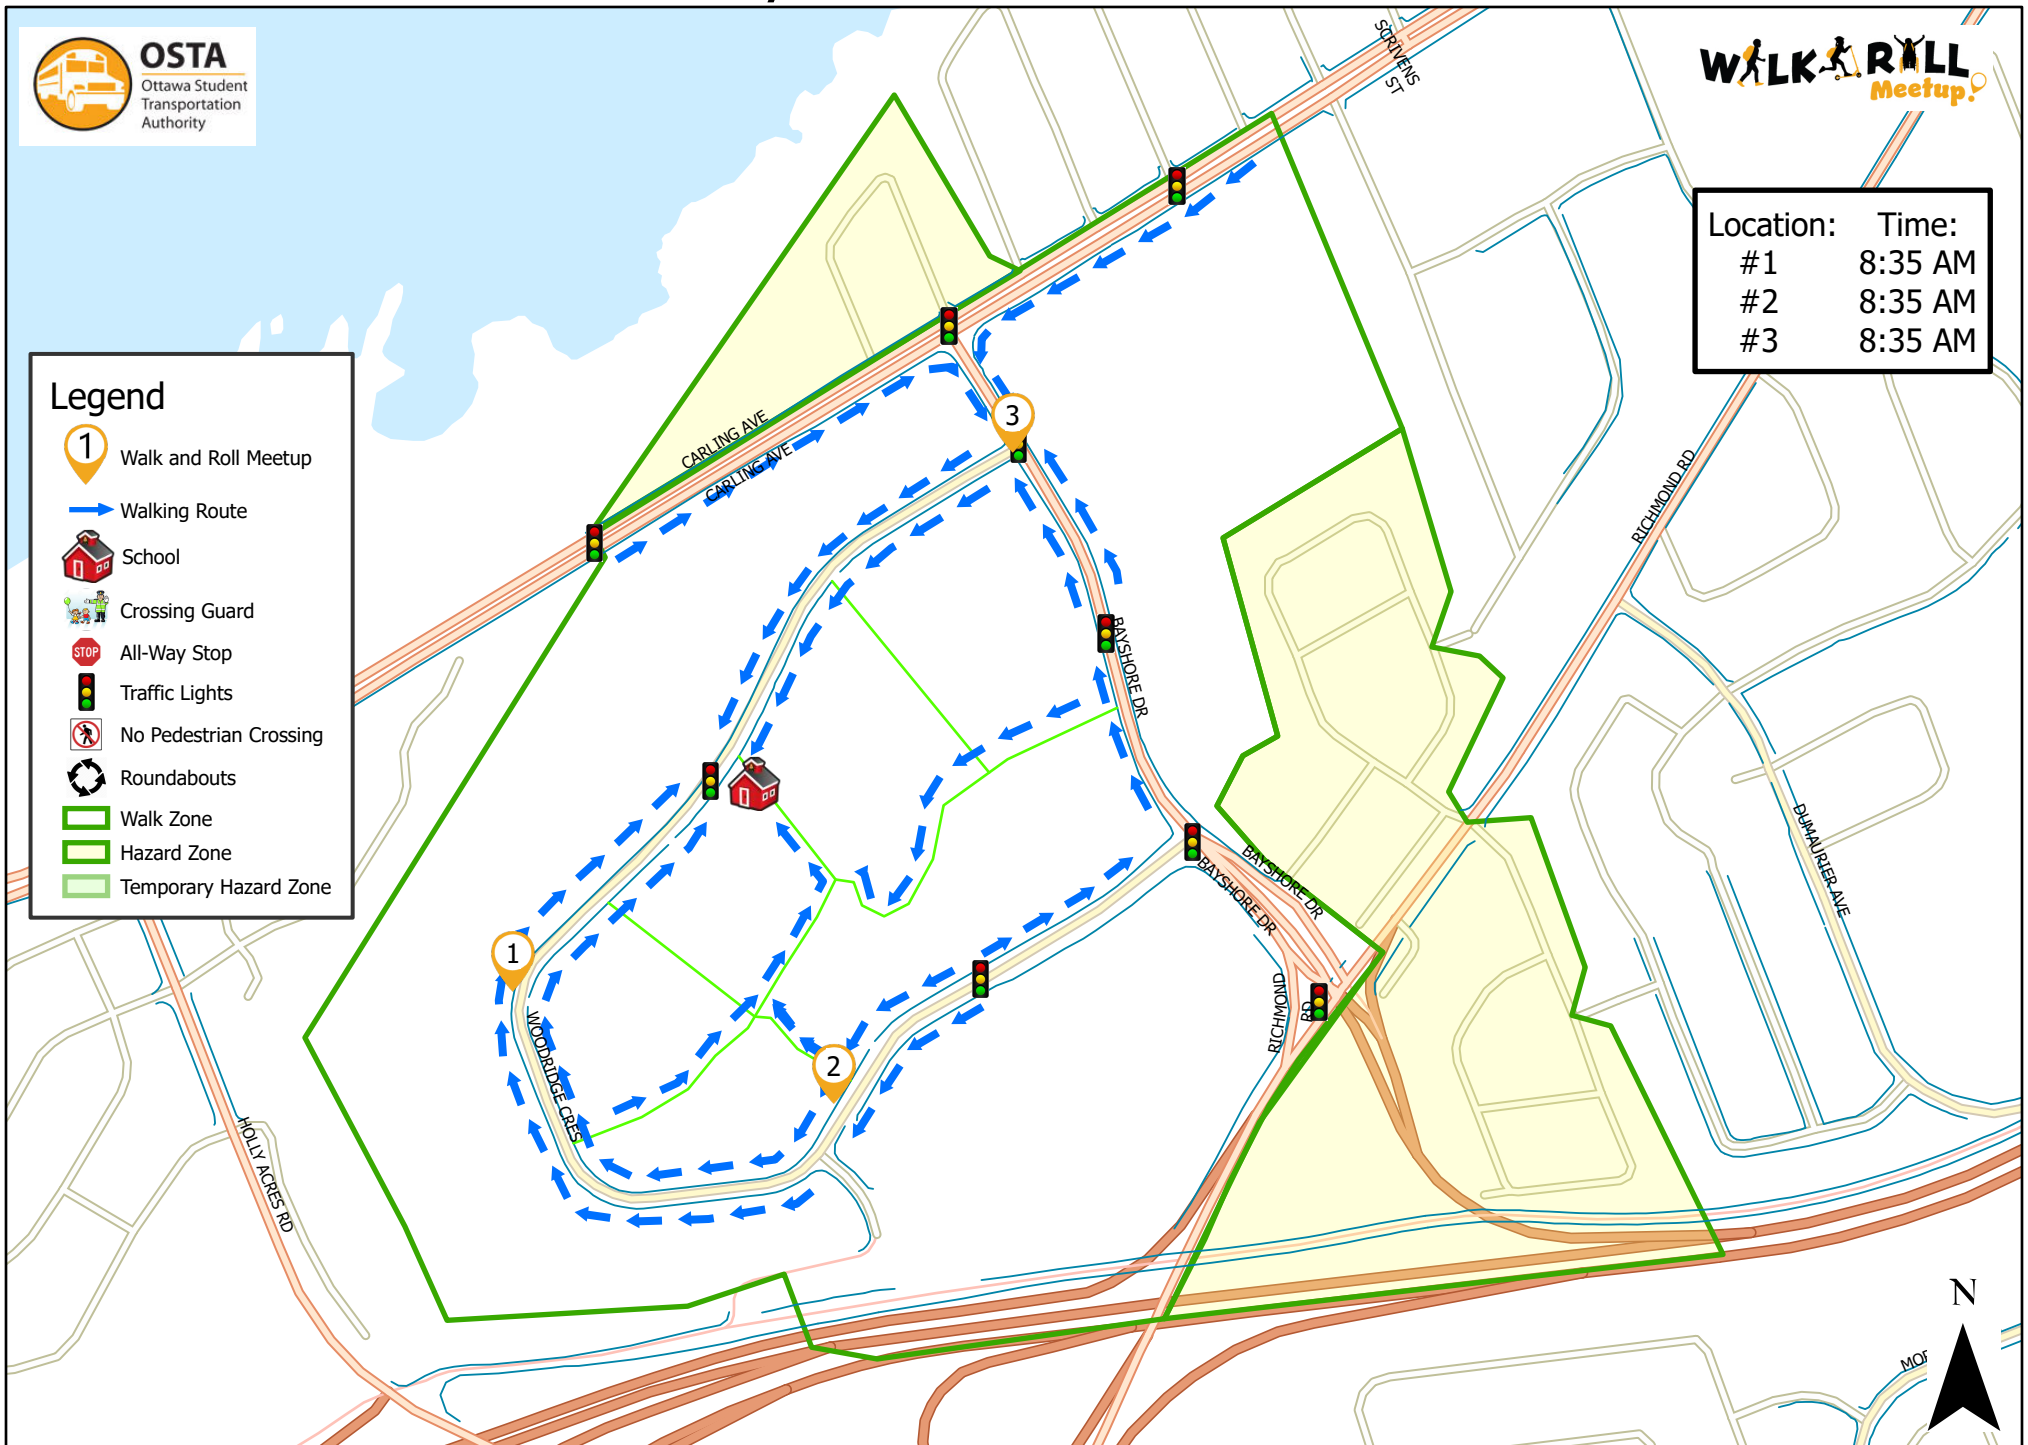 OSTA
Ottawa Student
Transportation
Authority
WALK & ROLL
Meetup!
SCRIVENS
ST
Location: Time:
#1 8:35 AM
#2 8:35 AM
#3 8:35 AM
Legend
1 Walk and Roll Meetup
Walking Route
School
Crossing Guard
STOP All-Way Stop
Traffic Lights
No Pedestrian Crossing
Roundabouts
Walk Zone
Hazard Zone
Temporary Hazard Zone
CARLING AVE
CARLING AVE
3
RICHMOND RD
BAYSHORE DR
BAYSHORE DR
BAYSHORE DR
DUMAURIER AVE
1
2
WOODRIDGE CRES
RICHMOND
RD
HOLLY ACRES RD
N